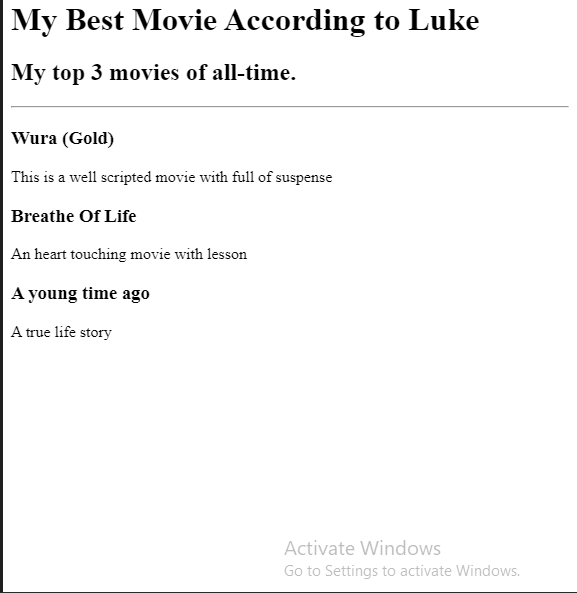 My Best Movie According to Luke
My top 3 movies of all-time.
Wura (Gold)
This is a well scripted movie with full of suspense
Breathe Of Life
An heart touching movie with lesson
A young time ago
A true life story
Activate Windows
Go to Settings to activate Windows.